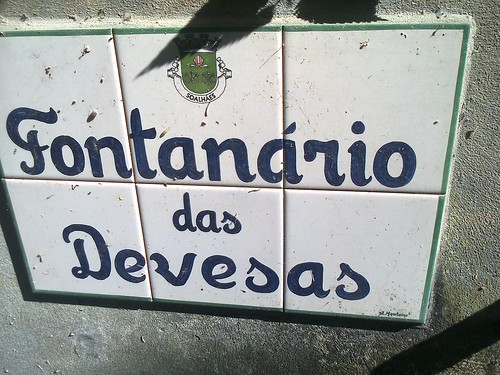 SOALHÃES
Fontanário
das
Devesas